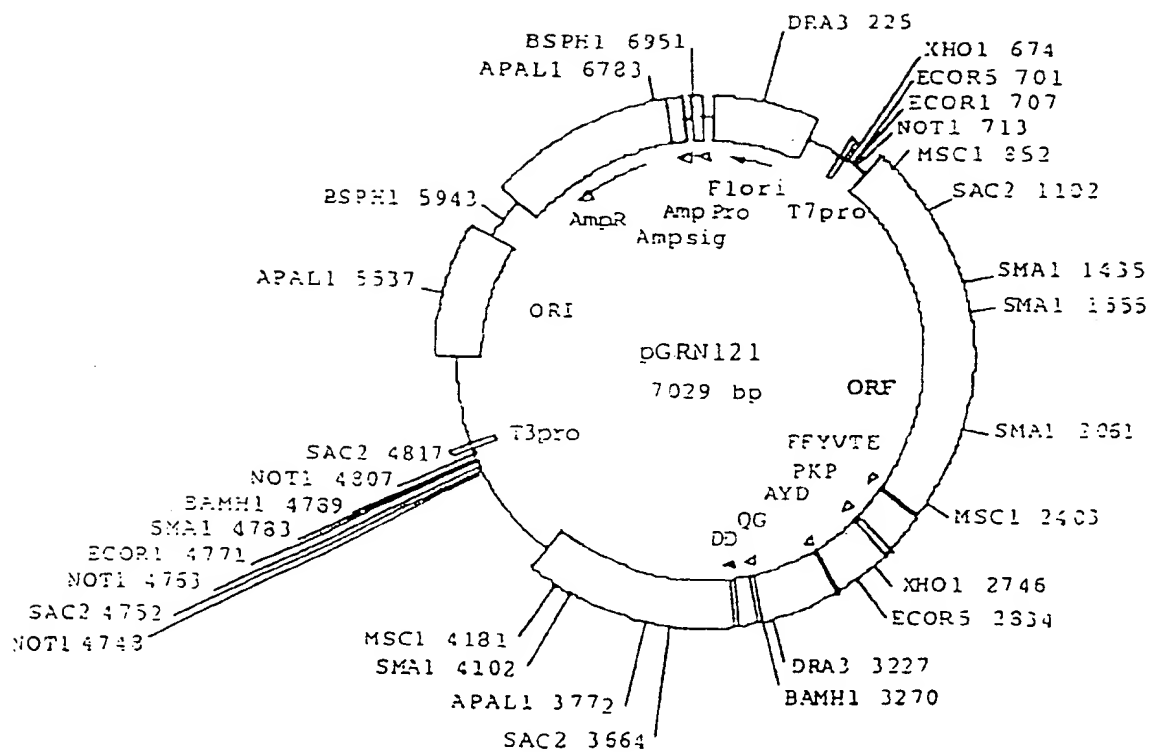 DRA3 225
BSPH1 6951
XHO1 674
APAL1 6783
ECOR5 701
ECOR1 707
NOT1 713
MSC1 852
Flori
BSPH1 5943
SAC2 1102
AmpR
Amp Pro
T7pro
Ampsig
SMA1 1435
APAL1 5537
SMA1 1555
ORI
pGRN121
7029 bp
ORF
T3pro
SMA1 2061
FFYVTE
SAC2 4817
PKP
NOT1 4807
AYD
BAMH1 4789
QG
MSC1 2403
SMA1 4783
DD
ECOR1 4771
NOT1 4763
XHO1 2746
SAC2 4752
ECOR5 2834
NOT1 4743
MSC1 4181
DRA3 3227
SMA1 4102
BAMH1 3270
APAL1 3772
SAC2 3664